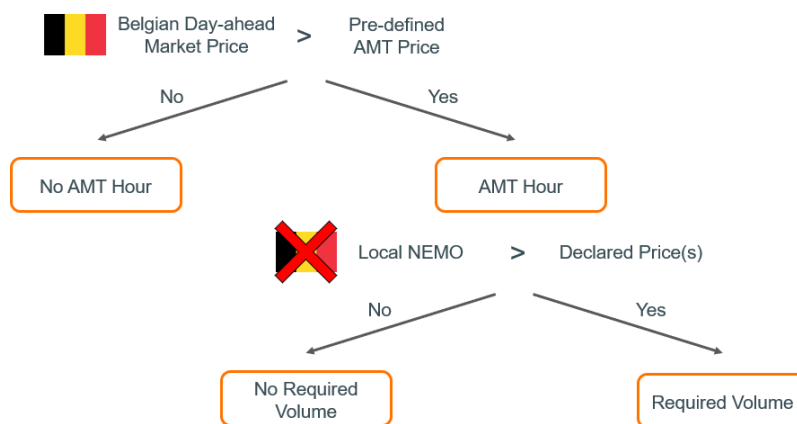 Belgian Day-ahead
Market Price
>
Pre-defined
AMT Price
No
Yes
No AMT Hour
AMT Hour
Local NEMO
>
Declared Price(s)
No
Yes
No Required
Volume
Required Volume